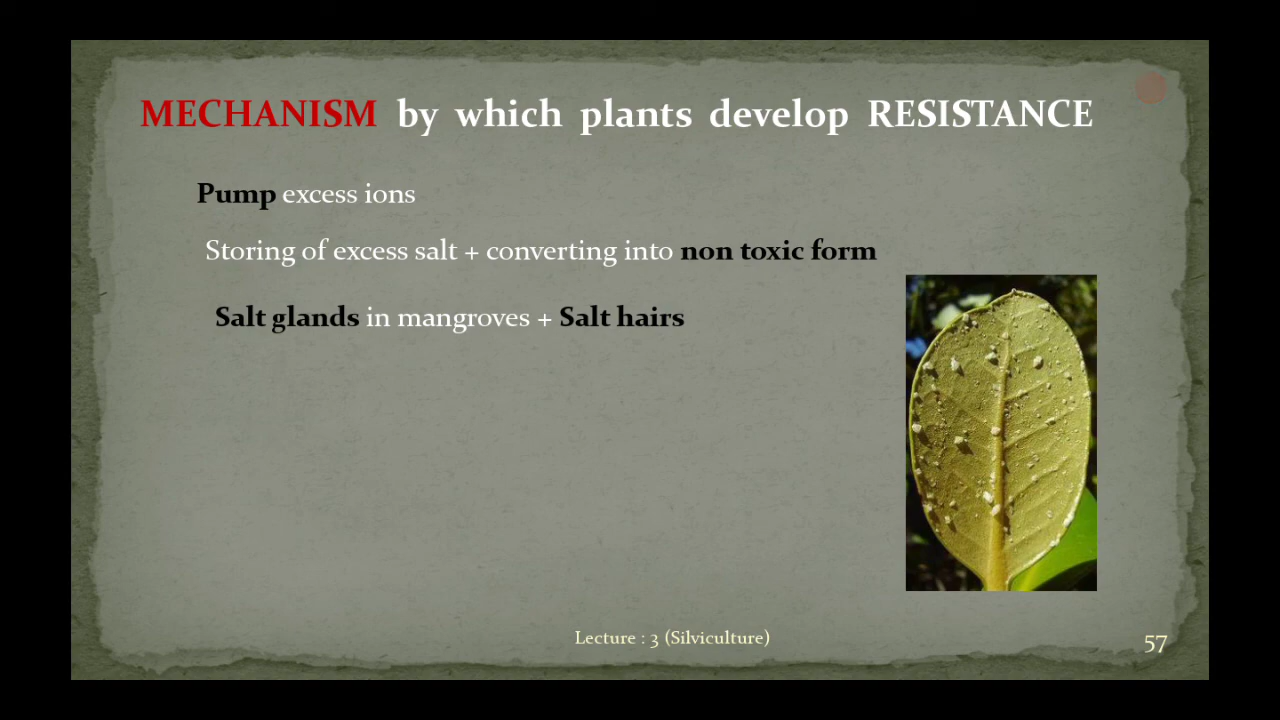 MECHANISM by which plants develop RESISTANCE
Pump excess ions
Storing of excess salt + converting into non toxic form
Salt glands in mangroves + Salt hairs
Lecture : 3 (Silviculture)
57